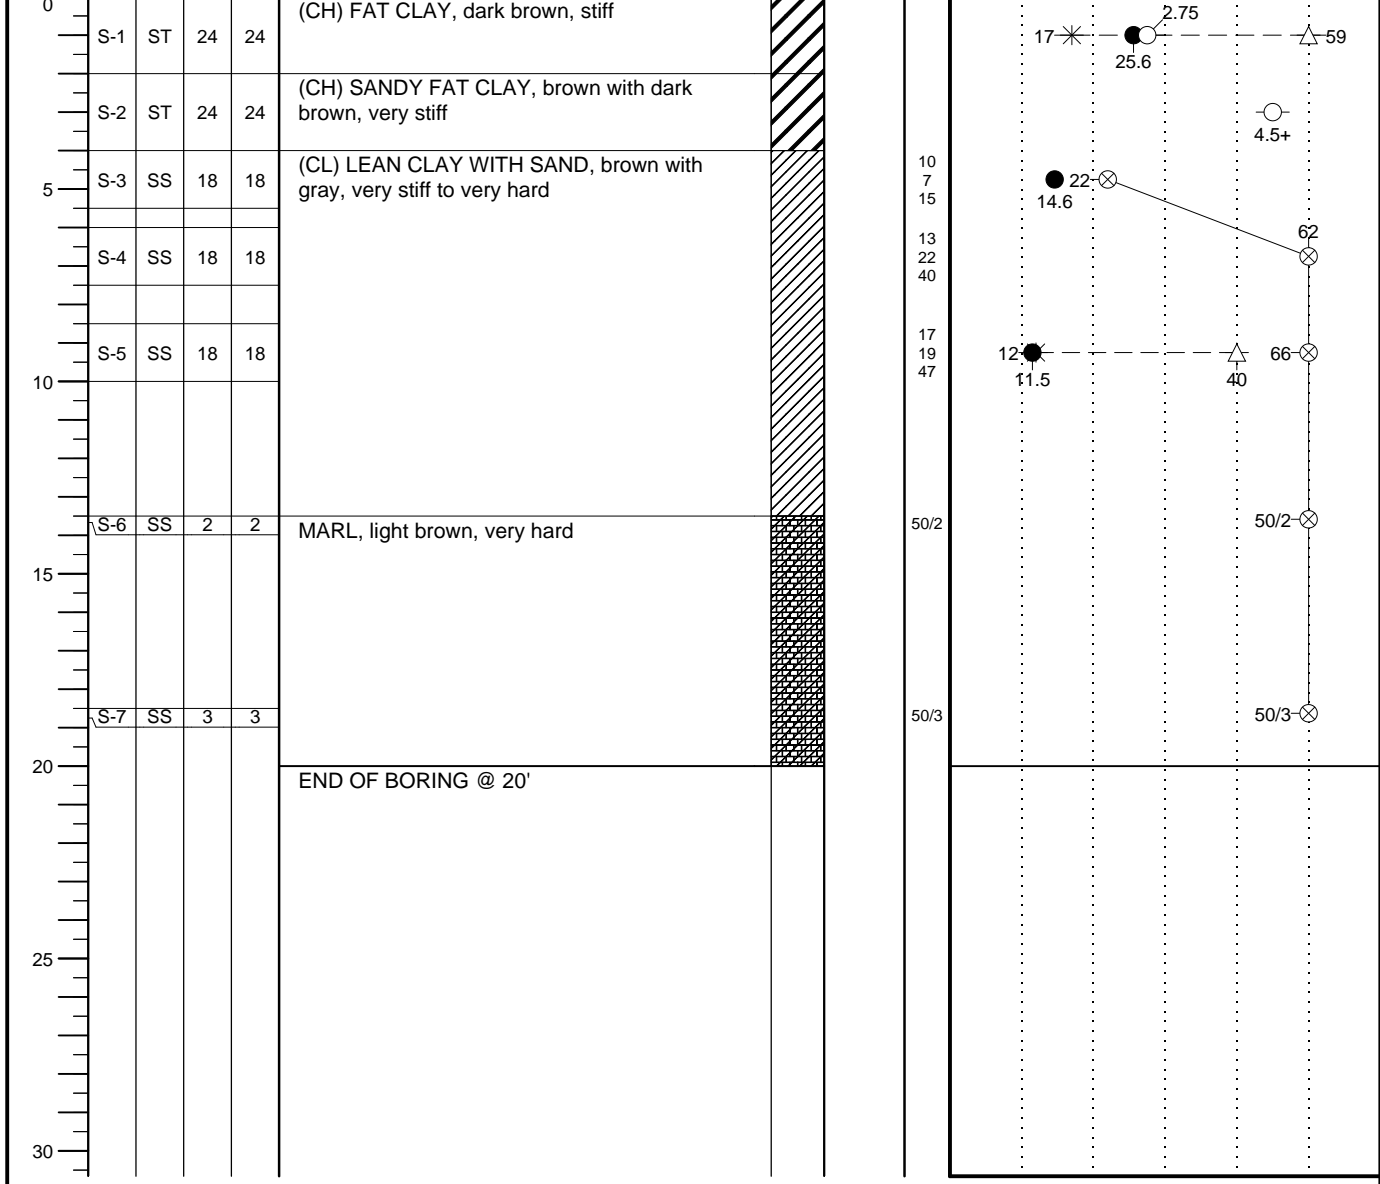 0
(CH) FAT CLAY, dark brown, stiff
2.75
S-1 ST 24 24
17
59
25.6
(CH) SANDY FAT CLAY, brown with dark
brown, very stiff
S-2 ST 24 24
4.5+
(CL) LEAN CLAY WITH SAND, brown with
gray, very stiff to very hard
10
S-3 SS 18 18
7
22
5
15
14.6
13
62
S-4 SS 18 18
22
40
17
S-5 SS 18 18
19
12
66
47
10
11.5
40
S-6 SS 2 2
50/2
50/2
MARL, light brown, very hard
15
S-7 SS 3 3
50/3
50/3
20
END OF BORING @ 20'
25
30